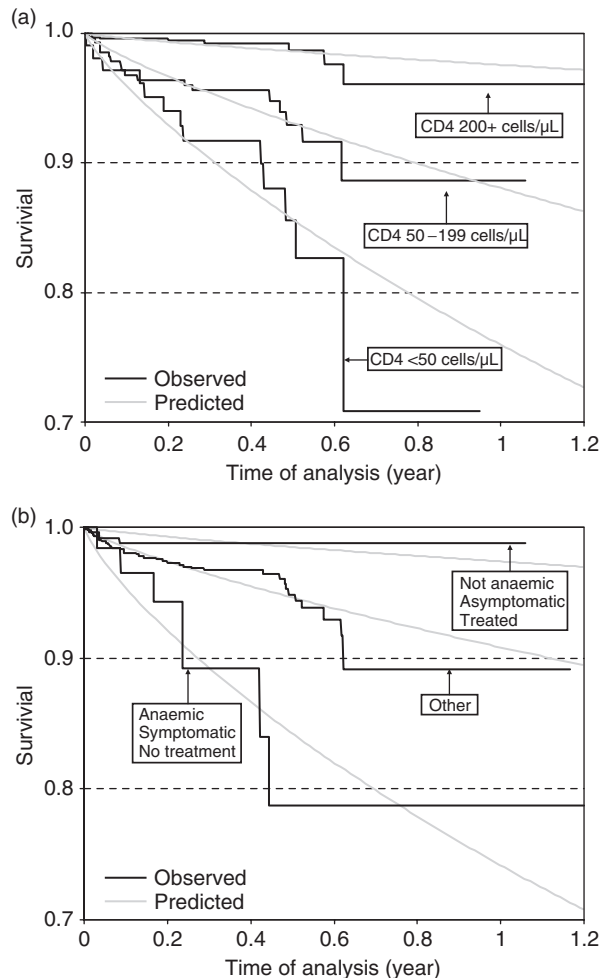 (a)
1.0
0.9
0.8
0.7
Survivial
CD4 200+ cells/µL
CD4 50–199 cells/µL
CD4 <50 cells/µL
Observed
Predicted
0 0.2 0.4 0.6 0.8 1 1.2
Time of analysis (year)
(b)
1.0
0.9
0.8
0.7
Survivial
Not anaemic
Asymptomatic
Treated
Other
Anaemic
Symptomatic
No treatment
Observed
Predicted
0 0.2 0.4 0.6 0.8 1 1.2
Time of analysis (year)